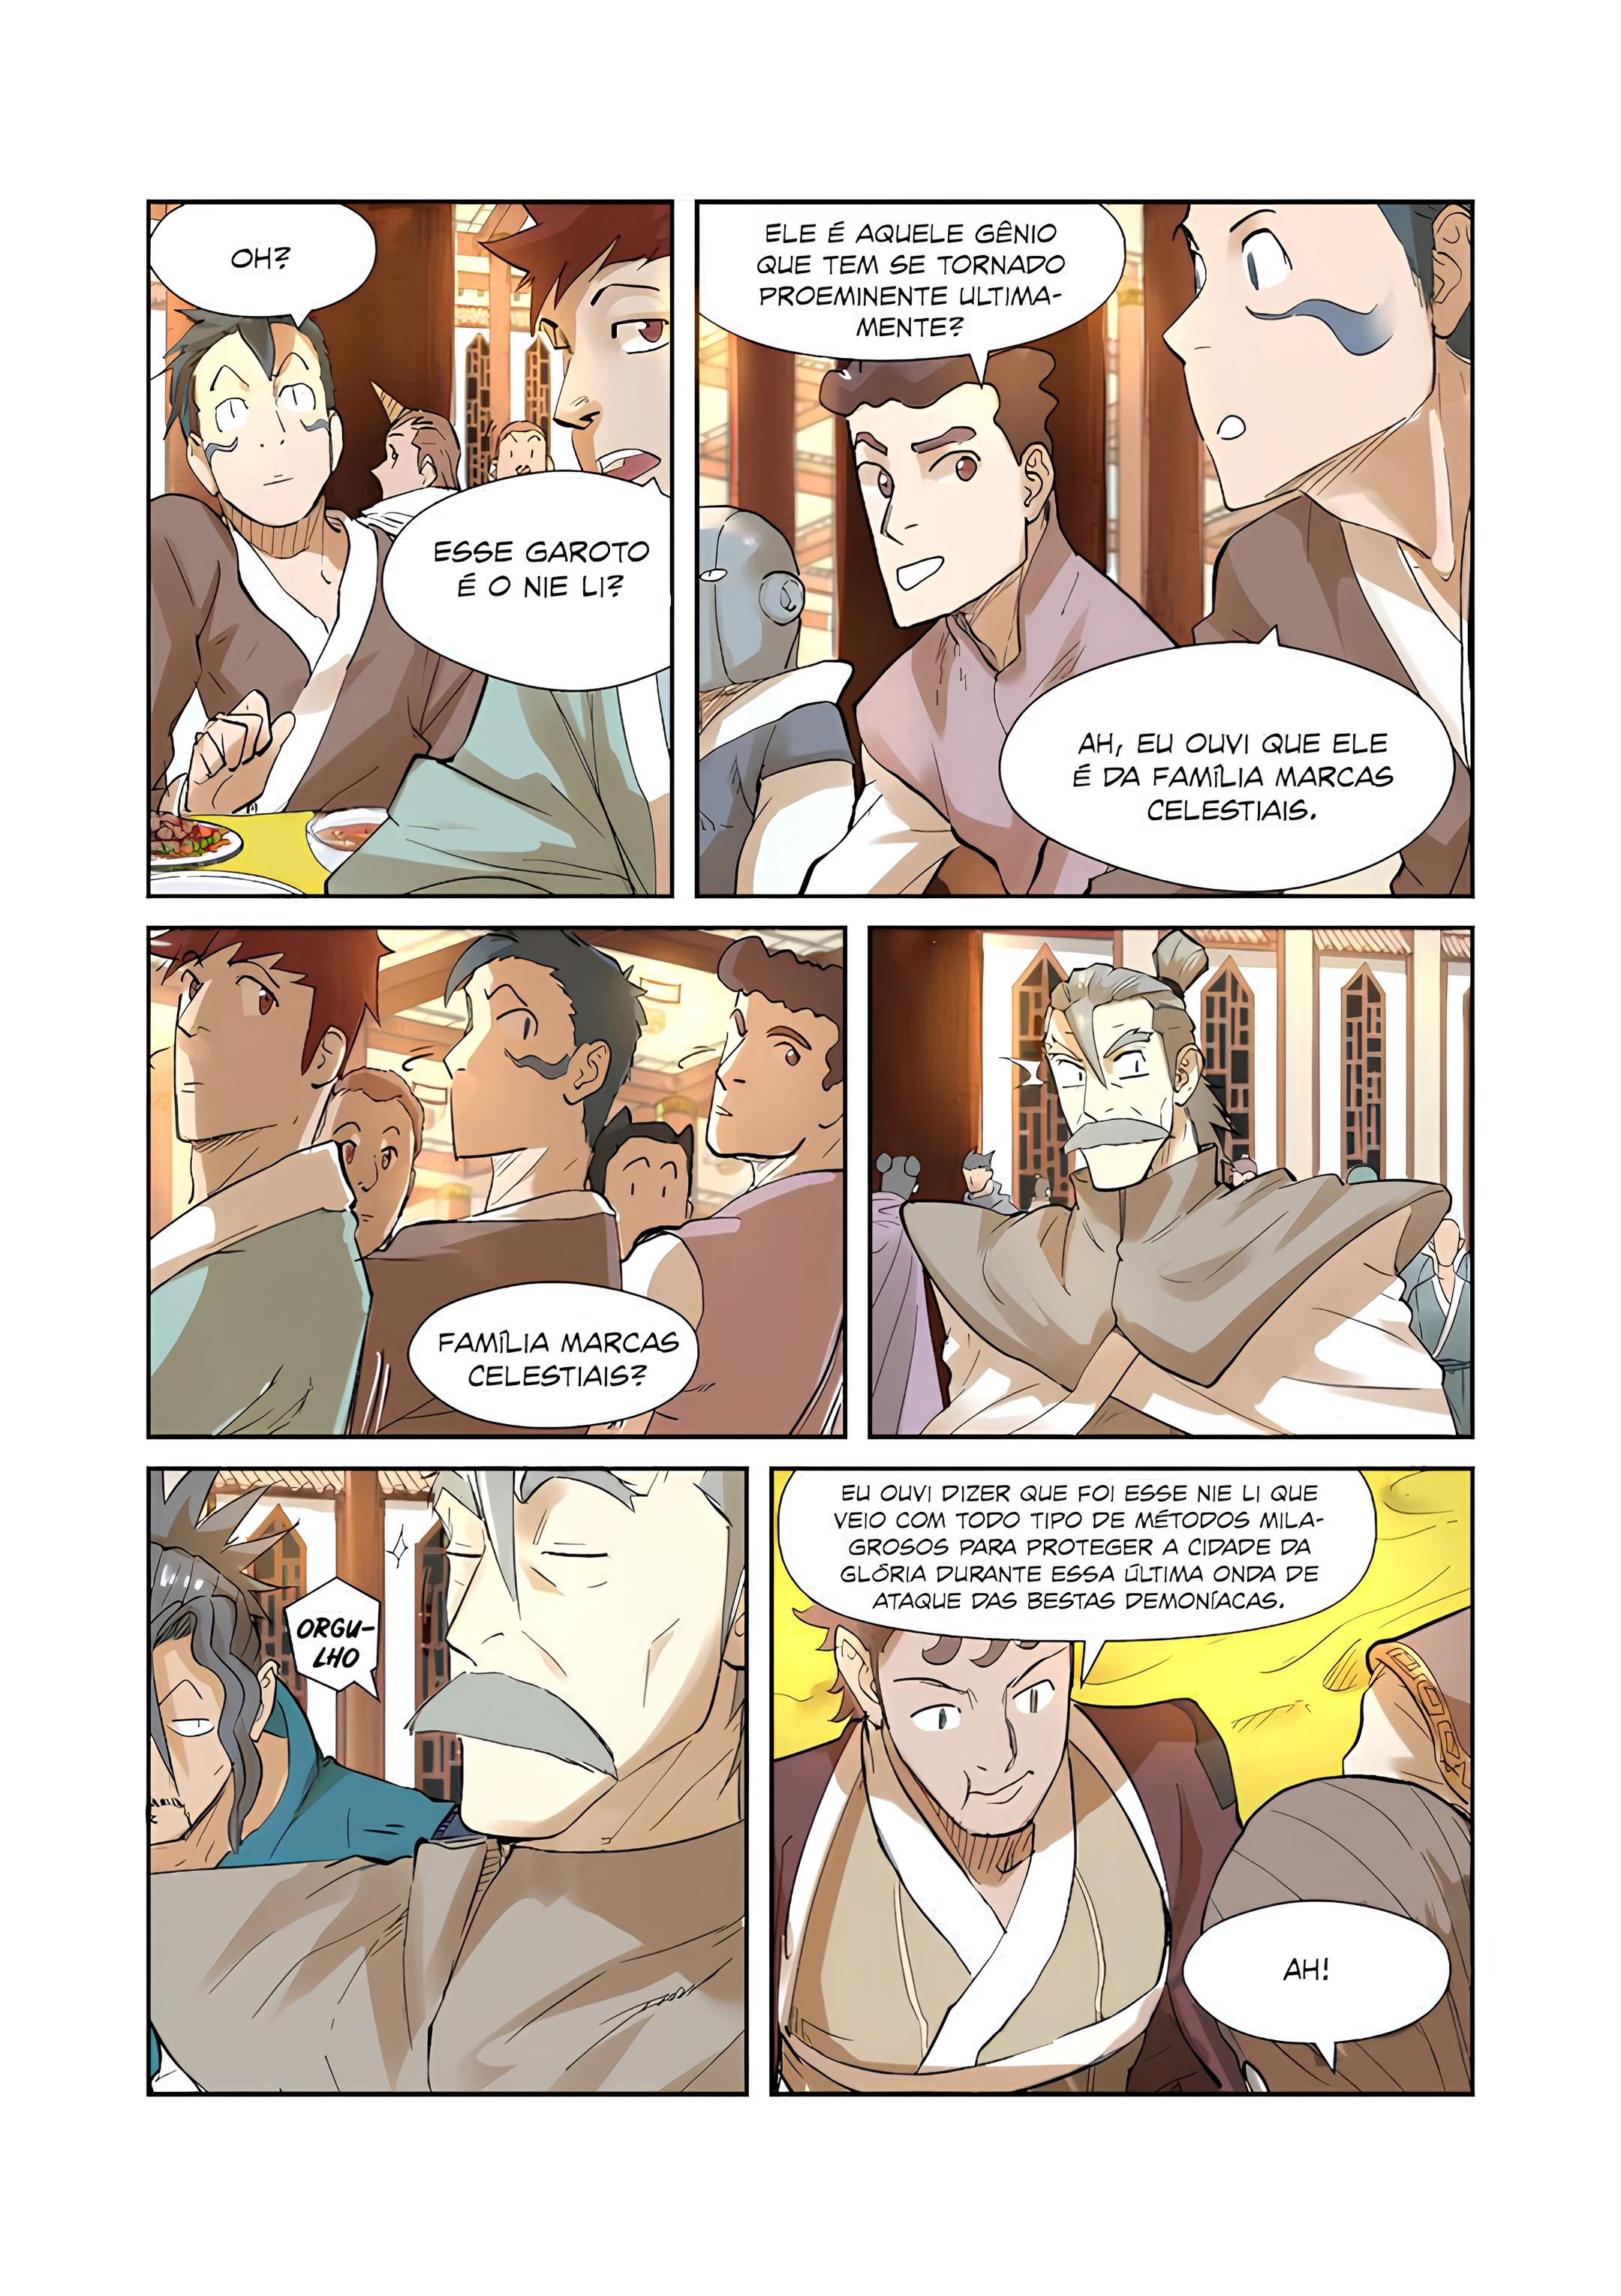 OH?
ESSE GAROTO
É O NIE LI?
ELE É AQUELE GÊNIO
QUE TEM SE TORNADO
PROEMINENTE ULTIMA-
MENTE?
AH, EU OUVI QUE ELE
É DA FAMÍLIA MARCAS
CELESTIAIS.
FAMÍLIA MARCAS
CELESTIAIS?
ORGU-
LHO
EU OUVI DIZER QUE FOI ESSE NIE LI QUE
VEIO COM TODO TIPO DE MÉTODOS MILA-
GROSOS PARA PROTEGER A CIDADE DA
GLÓRIA DURANTE ESSA ÚLTIMA ONDA DE
ATAQUE DAS BESTAS DEMONÍACAS.
AH!